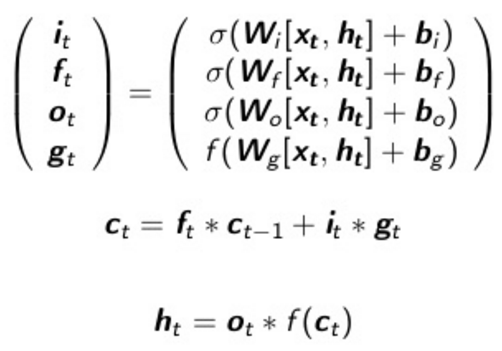 i_t = σ(W_i[x_t, h_t] + b_i)
f_t = σ(W_f[x_t, h_t] + b_f)
o_t = σ(W_o[x_t, h_t] + b_o)
g_t = f(W_g[x_t, h_t] + b_g)
c_t = f_t * c_{t−1} + i_t * g_t
h_t = o_t * f(c_t)